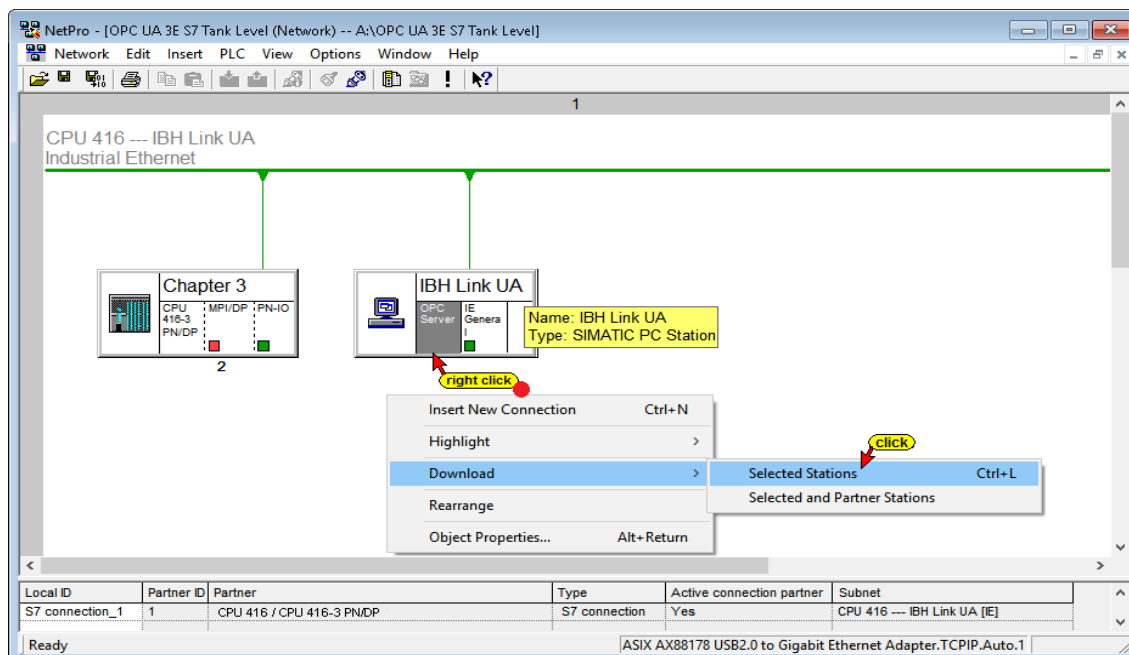 NetPro - [OPC UA 3E S7 Tank Level (Network) -- A:\OPC UA 3E S7 Tank Level]
Network Edit Insert PLC View Options Window Help
1
CPU 416 --- IBH Link UA
Industrial Ethernet
Chapter 3
CPU 416-3 PN/DP
MPI/DP
PN-IO
2
IBH Link UA
OPC Server
IE Genera l
Name: IBH Link UA
Type: SIMATIC PC Station
right click
Insert New Connection Ctrl+N
Highlight
click
Download
Selected Stations Ctrl+L
Selected and Partner Stations
Rearrange
Object Properties... Alt+Return
Local ID Partner ID Partner Type Active connection partner Subnet
S7 connection_1 1 CPU 416 / CPU 416-3 PN/DP S7 connection Yes CPU 416 --- IBH Link UA [IE]
Ready ASIX AX88178 USB2.0 to Gigabit Ethernet Adapter.TCPIP.Auto.1